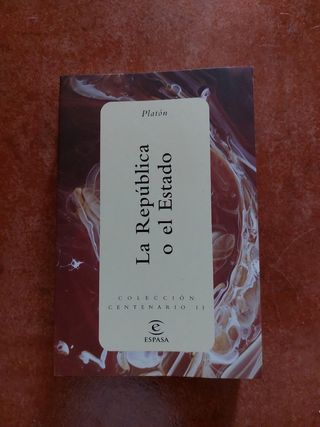 Platón
La República
o el Estado
COLECCIÓN
CENTENARIO II
e
ESPASA